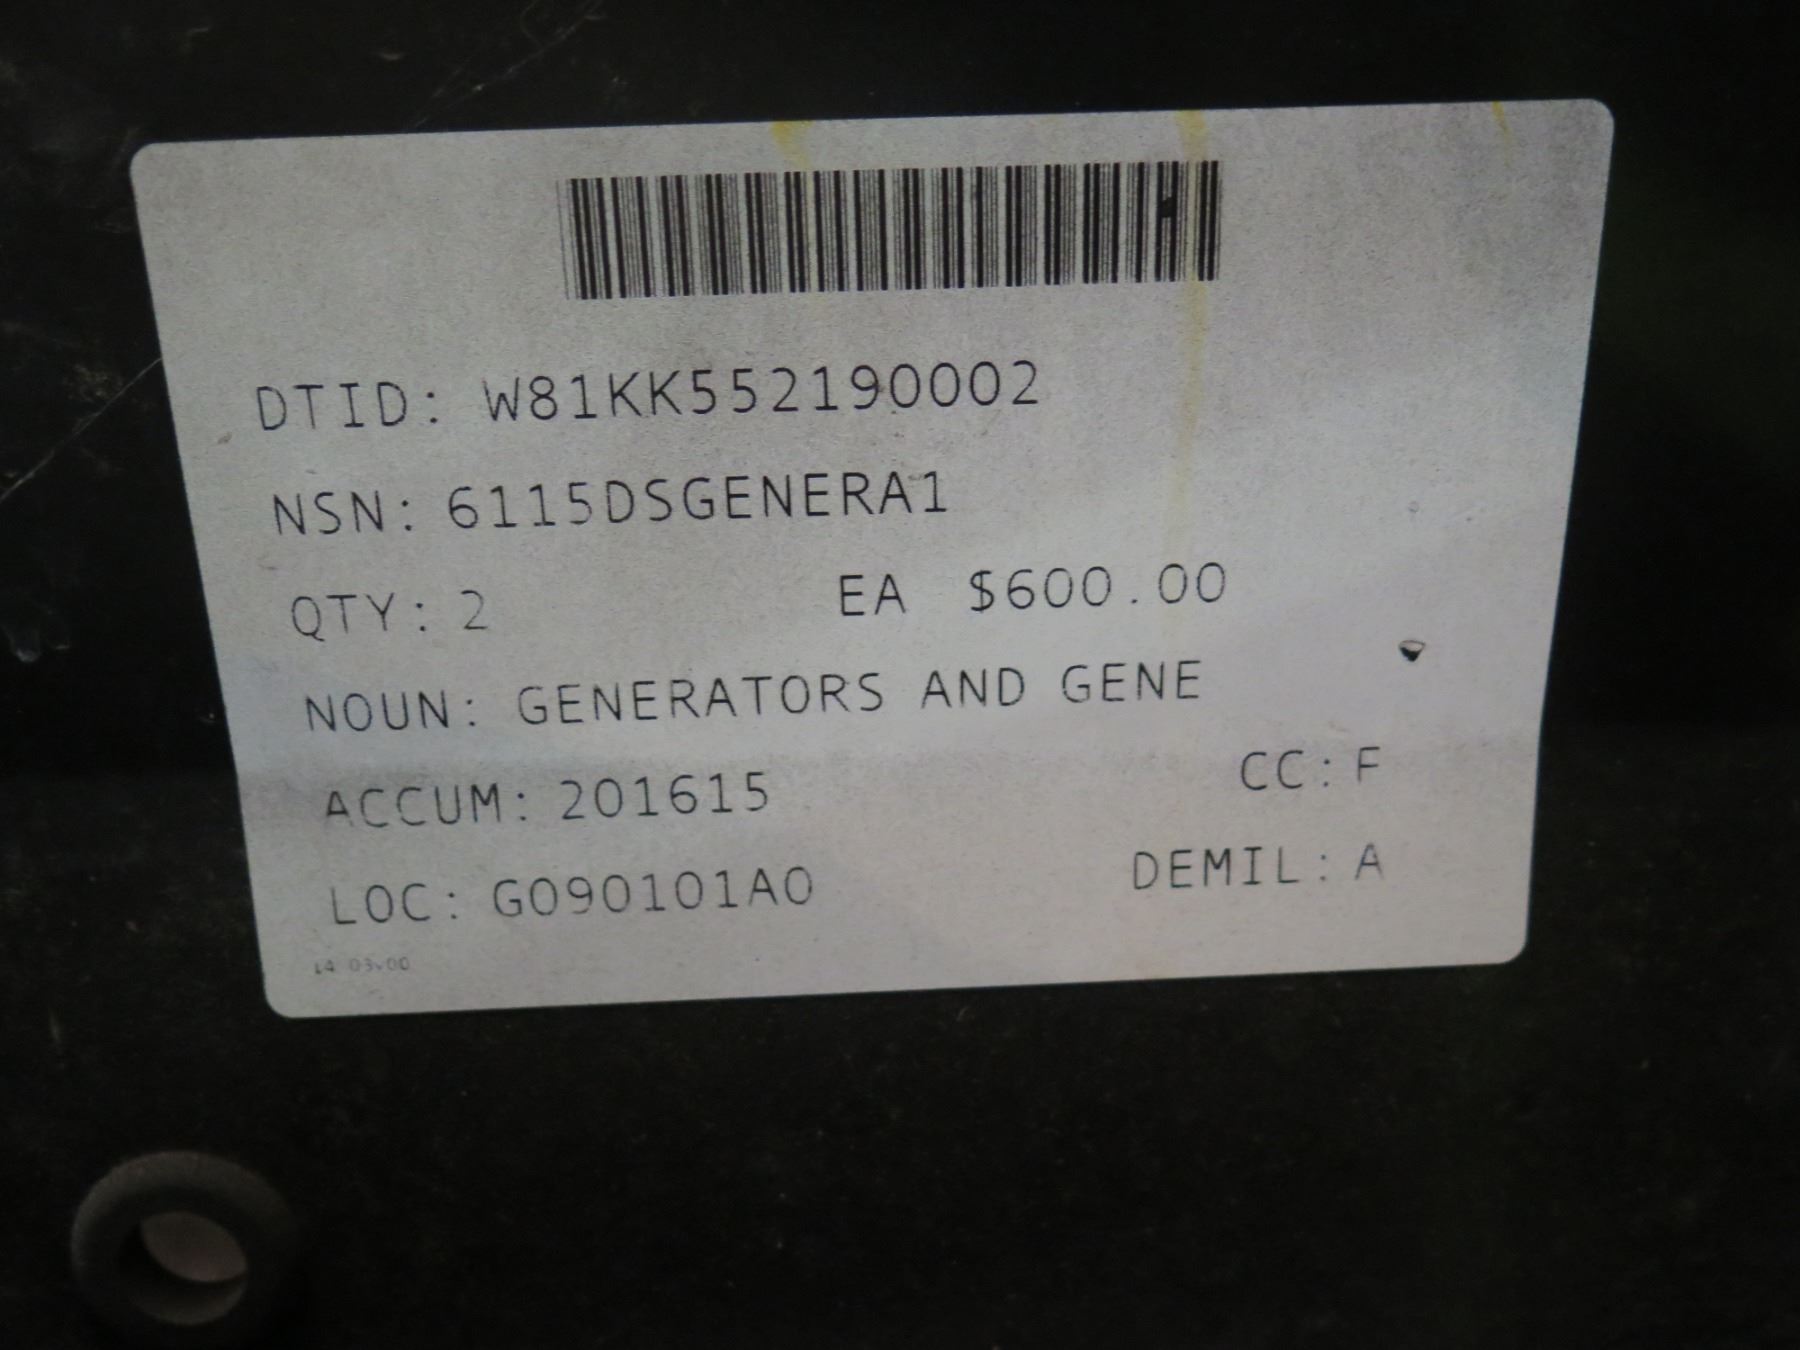 DTID: W81KK552190002
NSN: 6115DSGENERA1
QTY: 2 EA $600.00
NOUN: GENERATORS AND GENE
ACCUM: 201615 CC: F
LOC: G090101A0 DEMIL: A